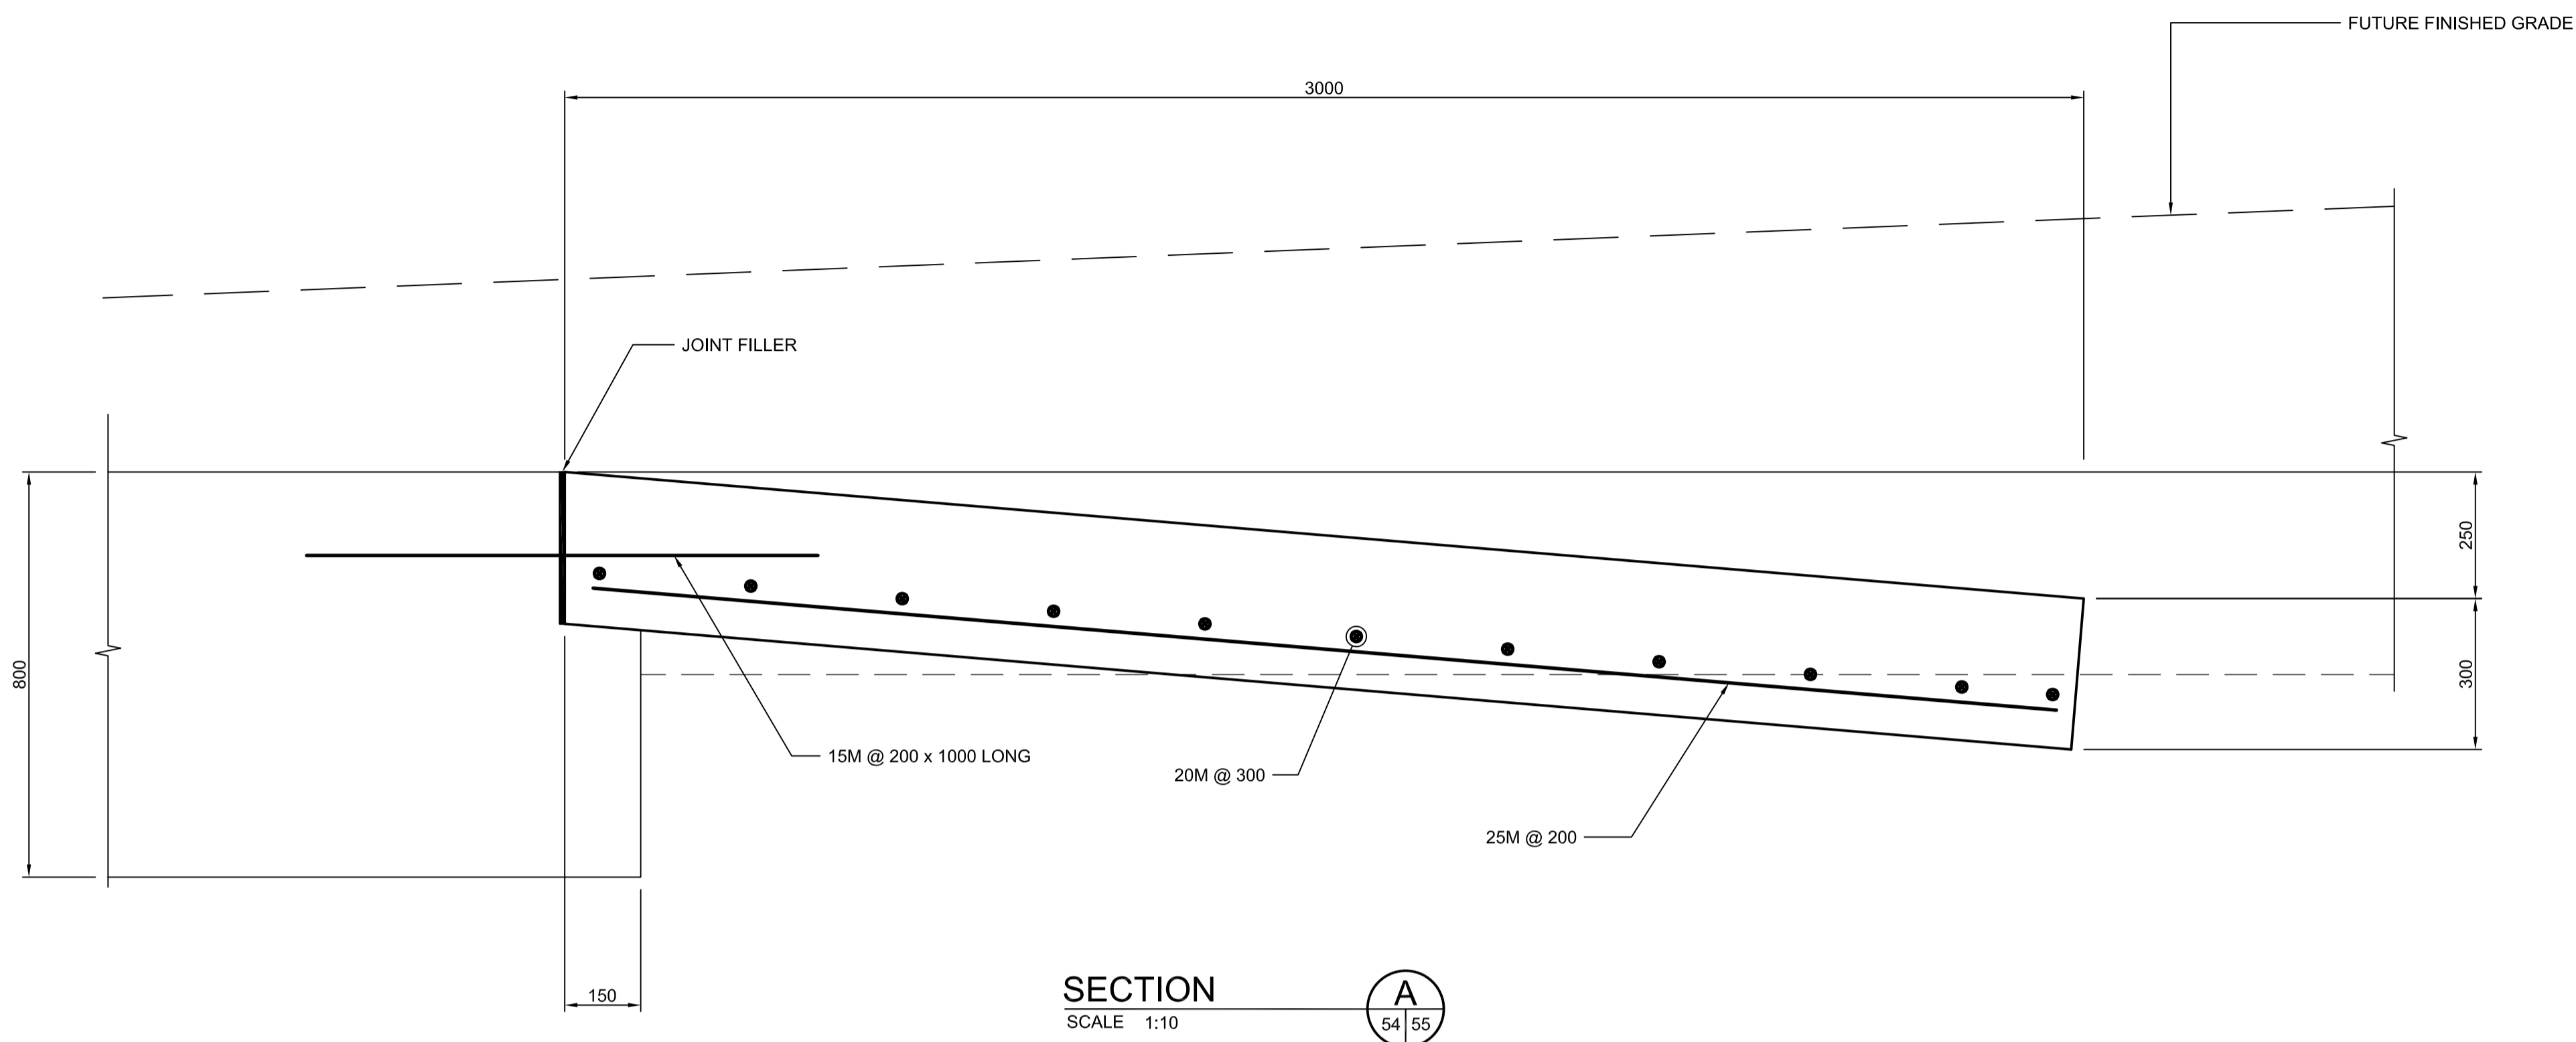 FUTURE FINISHED GRADE
3000
JOINT FILLER
250
800
300
15M @ 200 x 1000 LONG
20M @ 300
25M @ 200
150
SECTION
A
SCALE 1:10
54 55